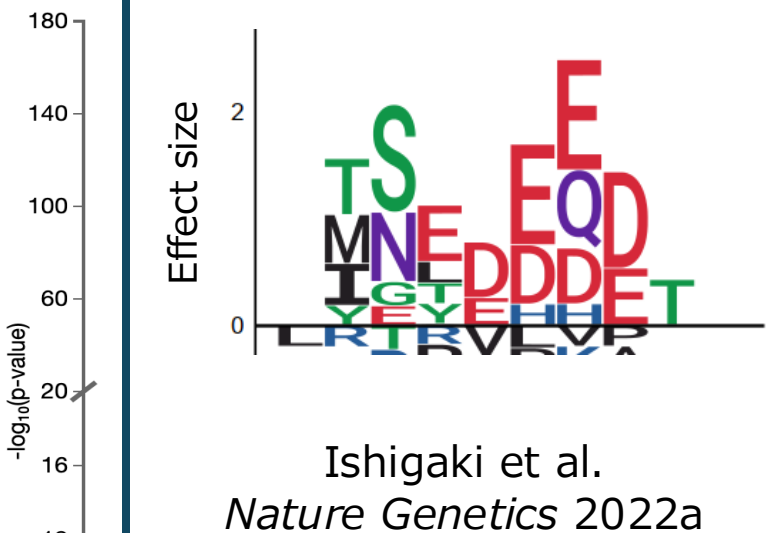 180
140
100
60
20
16
-log₁₀(p-value)
Effect size
2
0
T S E
M N E E Q D
I G L D D D E T
Y E T E H H
Y
L R T R V L V P
Ishigaki et al.
Nature Genetics 2022a